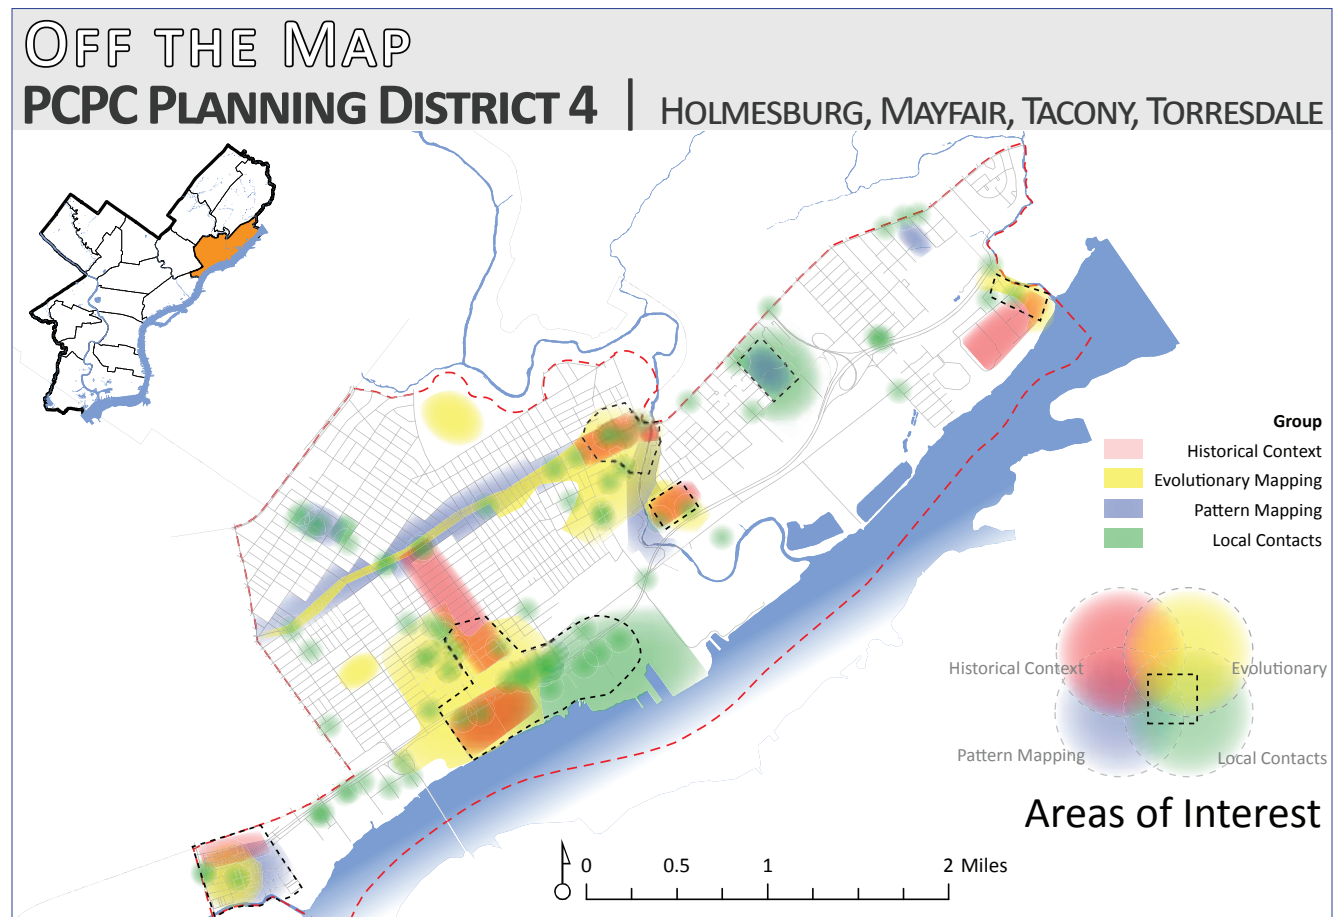 OFF THE MAP
PCPC PLANNING DISTRICT 4 | HOLMESBURG, MAYFAIR, TACONY, TORRESDALE
Group
Historical Context
Evolutionary Mapping
Pattern Mapping
Local Contacts
Historical Context
Evolutionary
Pattern Mapping
Local Contacts
Areas of Interest
0 0.5 1 2 Miles